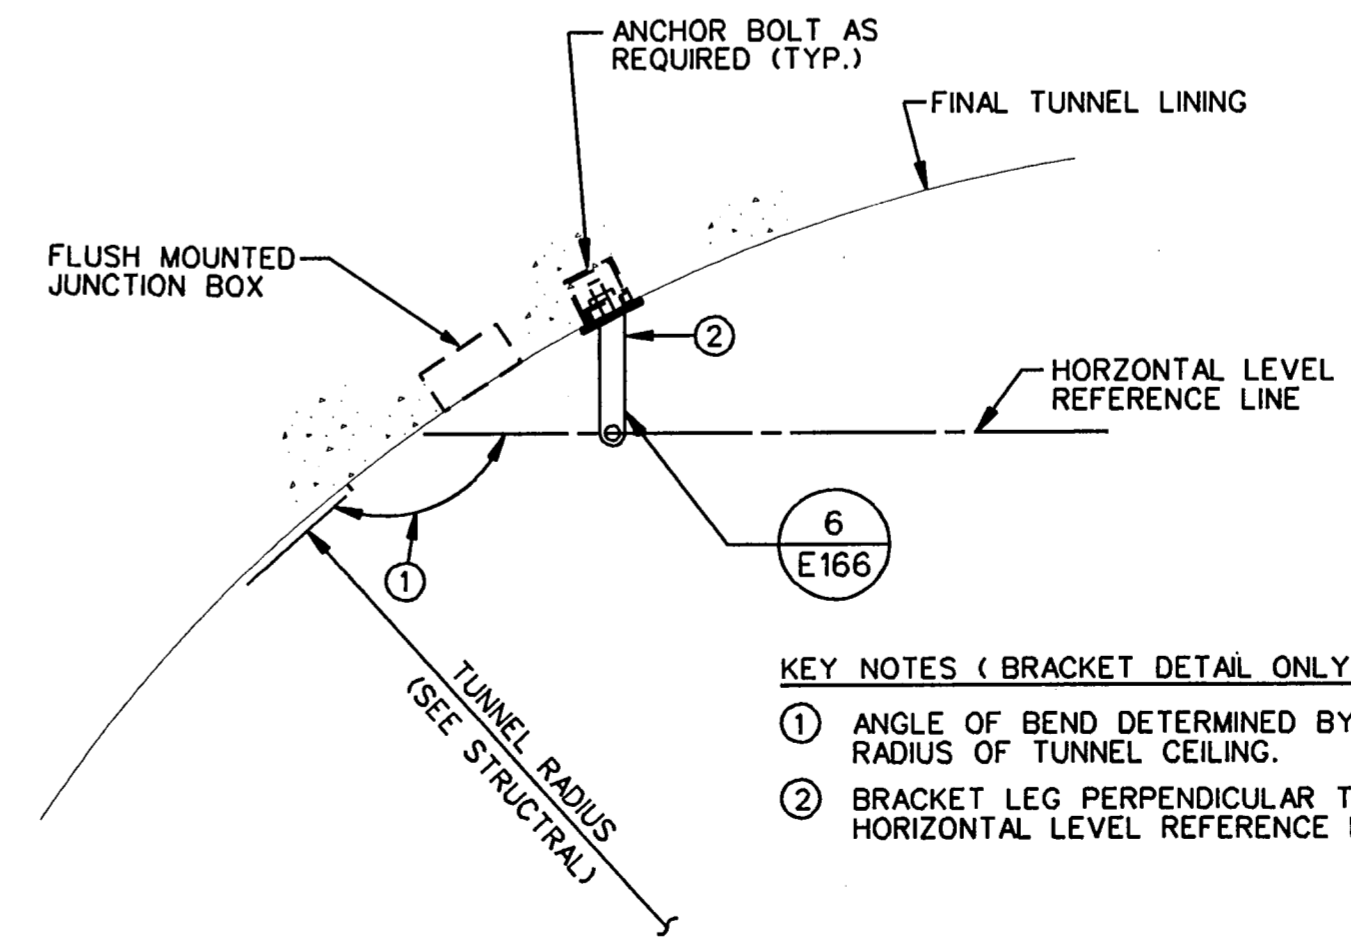 ANCHOR BOLT AS
REQUIRED (TYP.)
FINAL TUNNEL LINING
FLUSH MOUNTED
JUNCTION BOX
2
HORZONTAL LEVEL
REFERENCE LINE
6
E166
1
TUNNEL RADIUS
(SEE STRUCTRAL)
KEY NOTES ( BRACKET DETAIL ONLY
1 ANGLE OF BEND DETERMINED BY
RADIUS OF TUNNEL CEILING.
2 BRACKET LEG PERPENDICULAR T
HORIZONTAL LEVEL REFERENCE